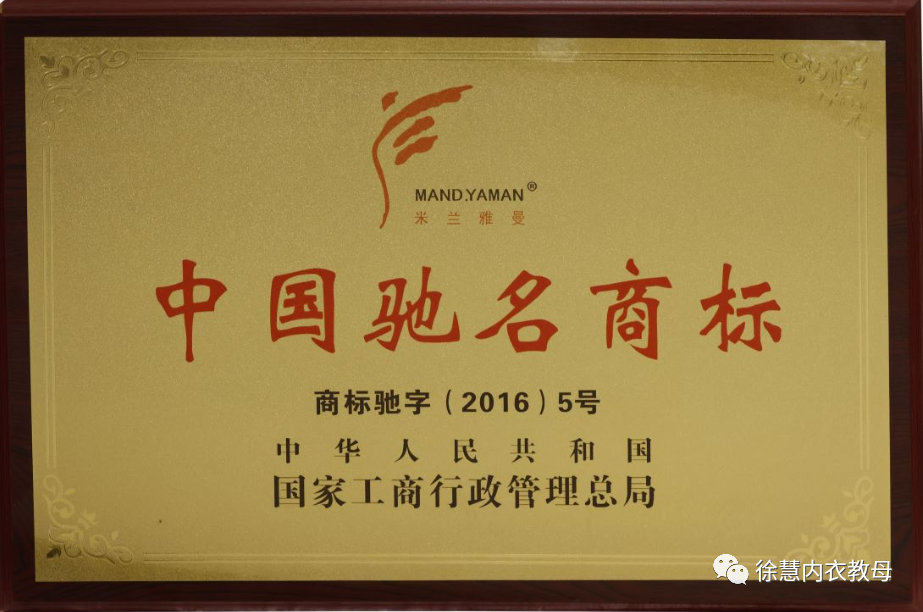 MAND.YAMAN®
米兰雅曼
中国驰名商标
商标驰字（2016）5号
中华人民共和国
国家工商行政管理总局
徐慧内衣教母